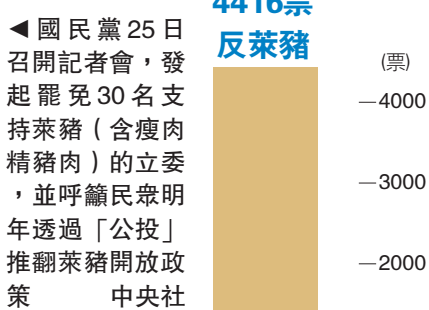 ◀國民黨25日
召開記者會，發
起罷免30名支
持萊豬（含瘦肉
精豬肉）的立委
，並呼籲民衆明
年透過「公投」
推翻萊豬開放政
策 中央社
4416票
反萊豬
(票)
4000
3000
2000